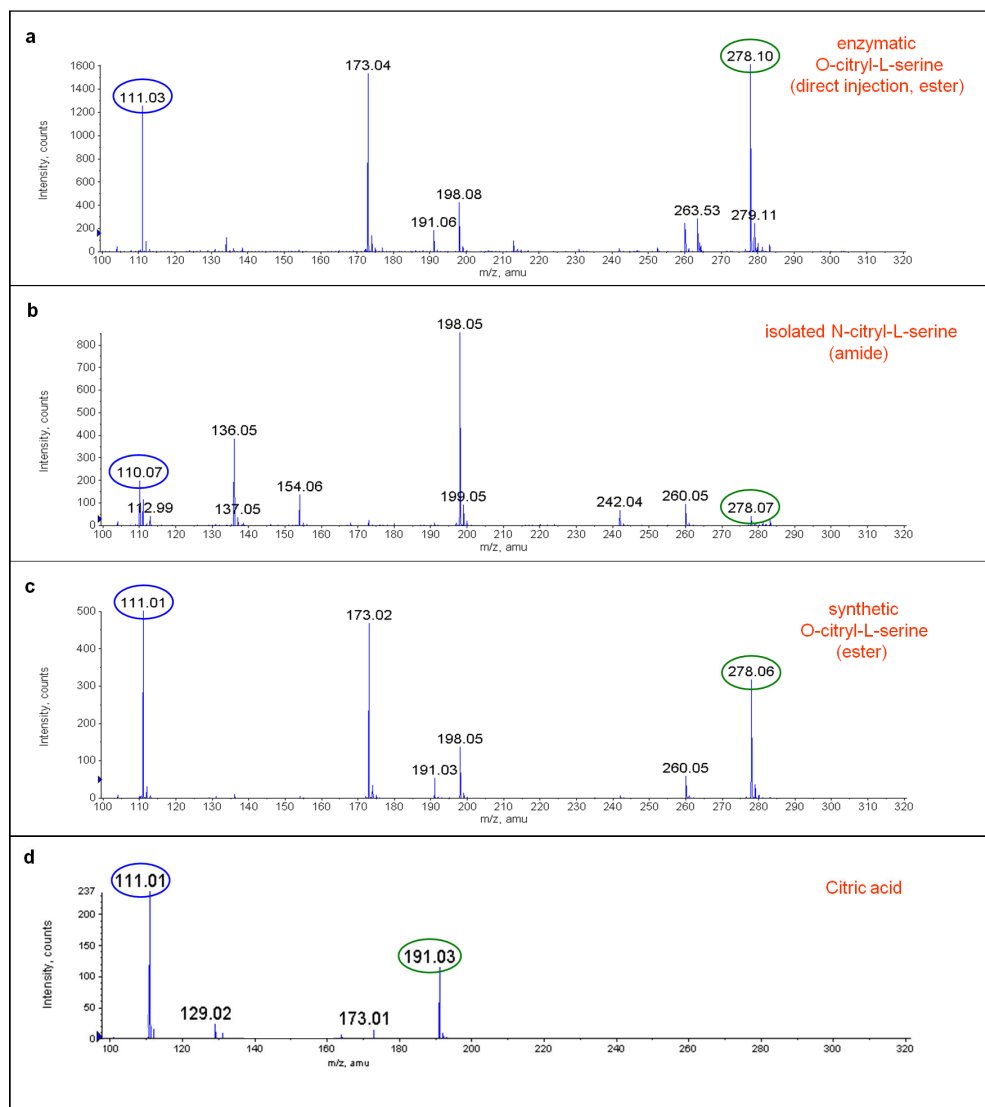 a
enzymatic
O-citryl-L-serine
(direct injection, ester)
Intensity, counts
1600
1400
1200
1000
800
600
400
200
0
111.03
173.04
191.06
198.08
263.53
278.10
279.11
100 110 120 130 140 150 160 170 180 190 200 210 220 230 240 250 260 270 280 290 300 310 320
m/z, amu
b
isolated N-citryl-L-serine
(amide)
Intensity, counts
800
700
600
500
400
300
200
100
0
110.07
112.99
136.05
137.05
154.06
198.05
199.05
242.04
260.05
278.07
100 110 120 130 140 150 160 170 180 190 200 210 220 230 240 250 260 270 280 290 300 310 320
m/z, amu
c
synthetic
O-citryl-L-serine
(ester)
Intensity, counts
500
400
300
200
100
0
111.01
173.02
191.03
198.05
260.05
278.06
100 110 120 130 140 150 160 170 180 190 200 210 220 230 240 250 260 270 280 290 300 310 320
m/z, amu
d
Citric acid
Intensity, counts
237
200
150
100
50
0
111.01
129.02
173.01
191.03
100 120 140 160 180 200 220 240 260 280 300 320
m/z, amu